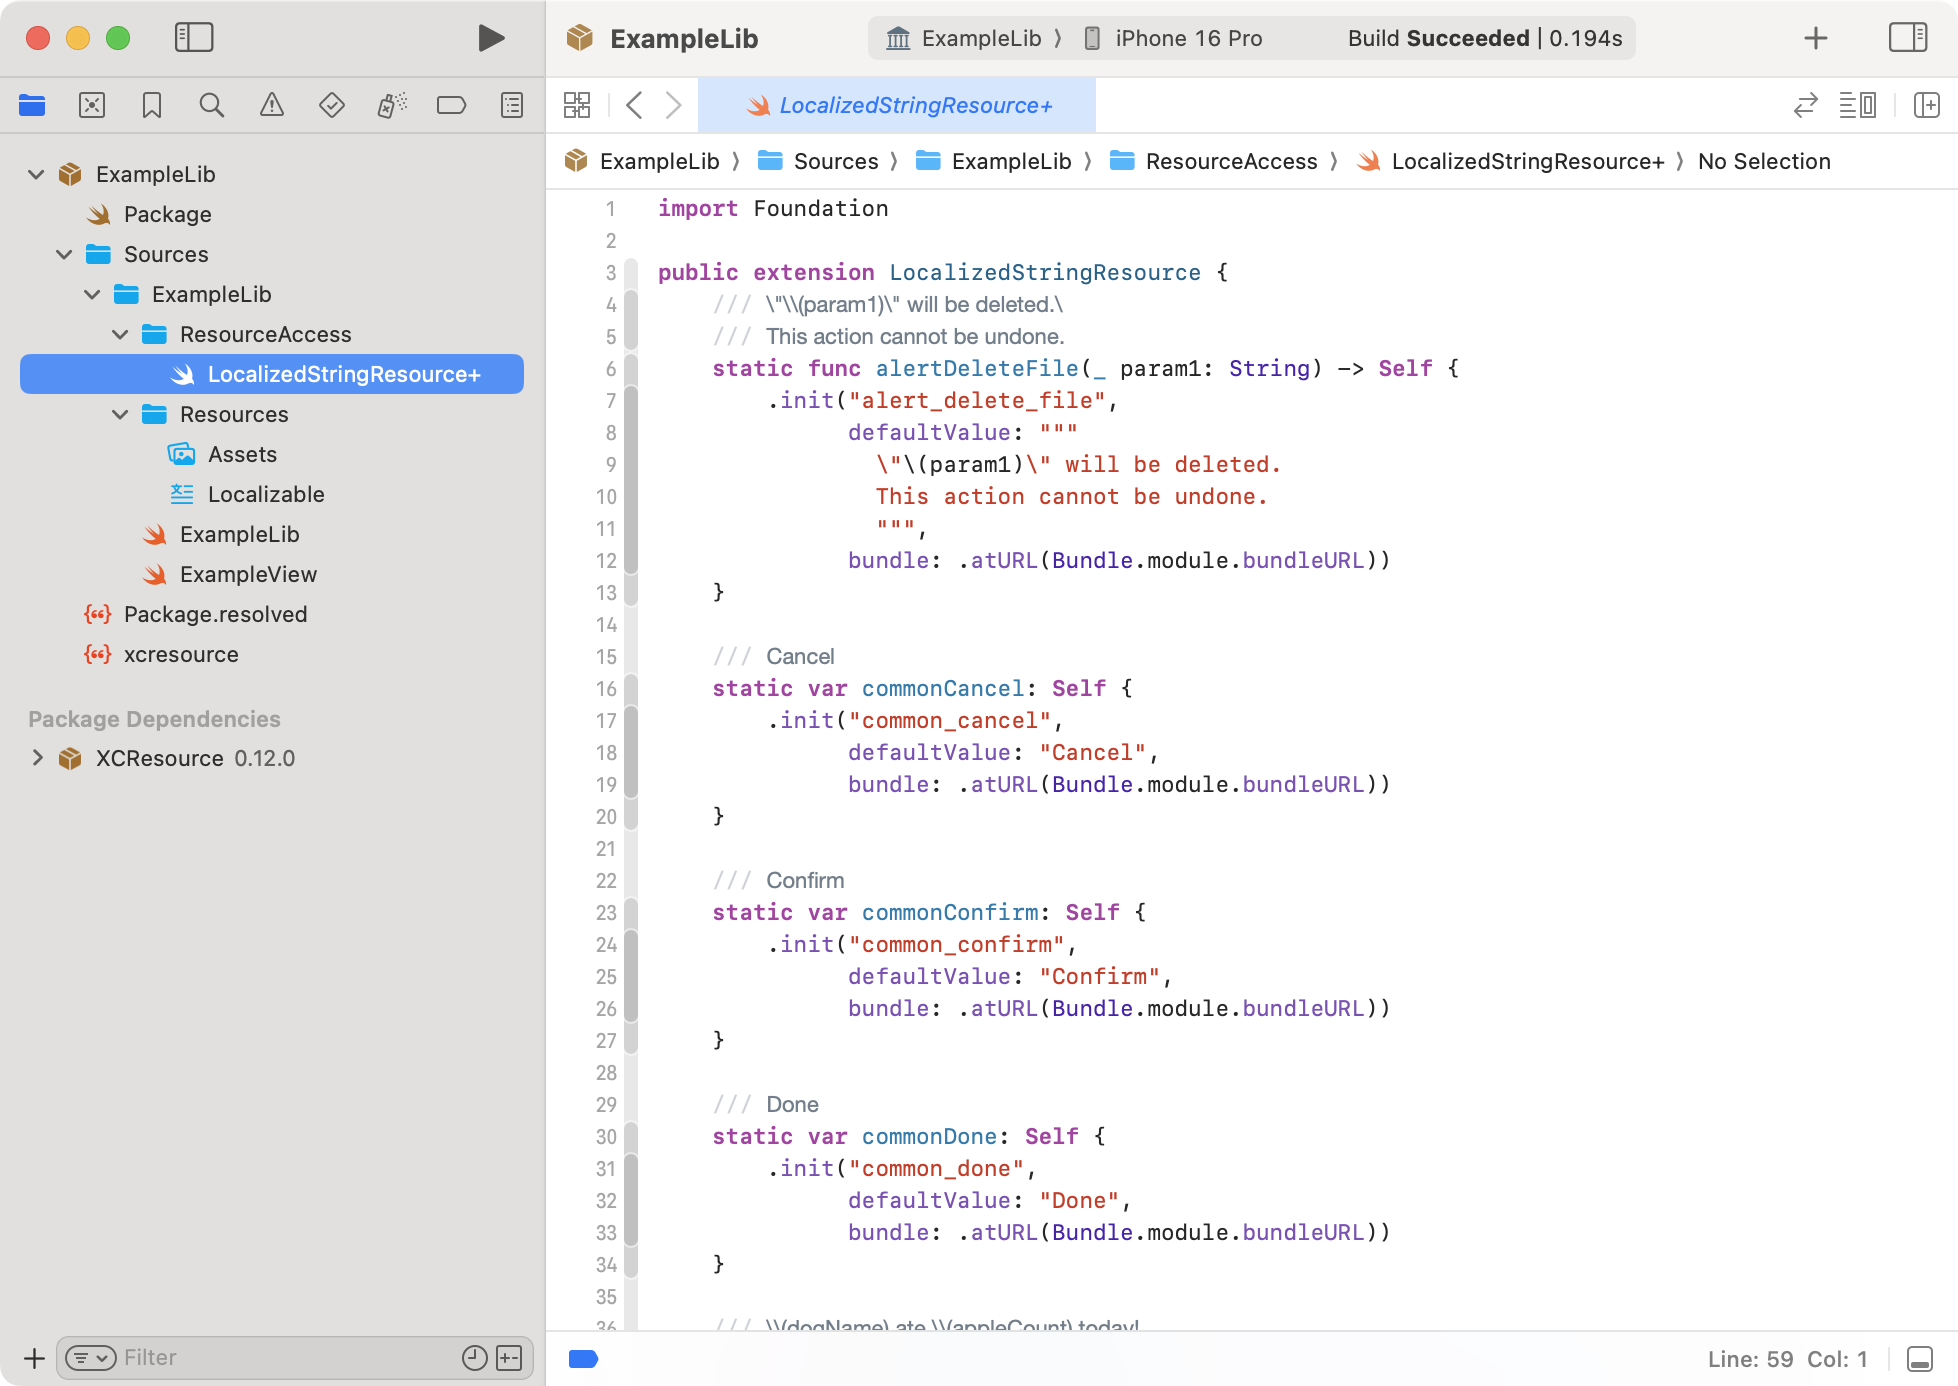 ExampleLib
ExampleLib ⟩ iPhone 16 Pro
Build Succeeded | 0.194s
LocalizedStringResource+
ExampleLib ⟩ Sources ⟩ ExampleLib ⟩ ResourceAccess ⟩ LocalizedStringResource+ ⟩ No Selection
ExampleLib
Package
Sources
ExampleLib
ResourceAccess
LocalizedStringResource+
Resources
Assets
Localizable
ExampleLib
ExampleView
Package.resolved
xcresource
Package Dependencies
XCResource 0.12.0
Filter
1 import Foundation
2
3 public extension LocalizedStringResource {
4 /// \"\\(param1)\" will be deleted.\
5 /// This action cannot be undone.
6 static func alertDeleteFile(_ param1: String) -> Self {
7 .init("alert_delete_file",
8 defaultValue: """
9 \"\(param1)\" will be deleted.
10 This action cannot be undone.
11 """,
12 bundle: .atURL(Bundle.module.bundleURL))
13 }
14
15 /// Cancel
16 static var commonCancel: Self {
17 .init("common_cancel",
18 defaultValue: "Cancel",
19 bundle: .atURL(Bundle.module.bundleURL))
20 }
21
22 /// Confirm
23 static var commonConfirm: Self {
24 .init("common_confirm",
25 defaultValue: "Confirm",
26 bundle: .atURL(Bundle.module.bundleURL))
27 }
28
29 /// Done
30 static var commonDone: Self {
31 .init("common_done",
32 defaultValue: "Done",
33 bundle: .atURL(Bundle.module.bundleURL))
34 }
35
36 /// \\(dogName) ate \\(appleCount) today!
Line: 59 Col: 1